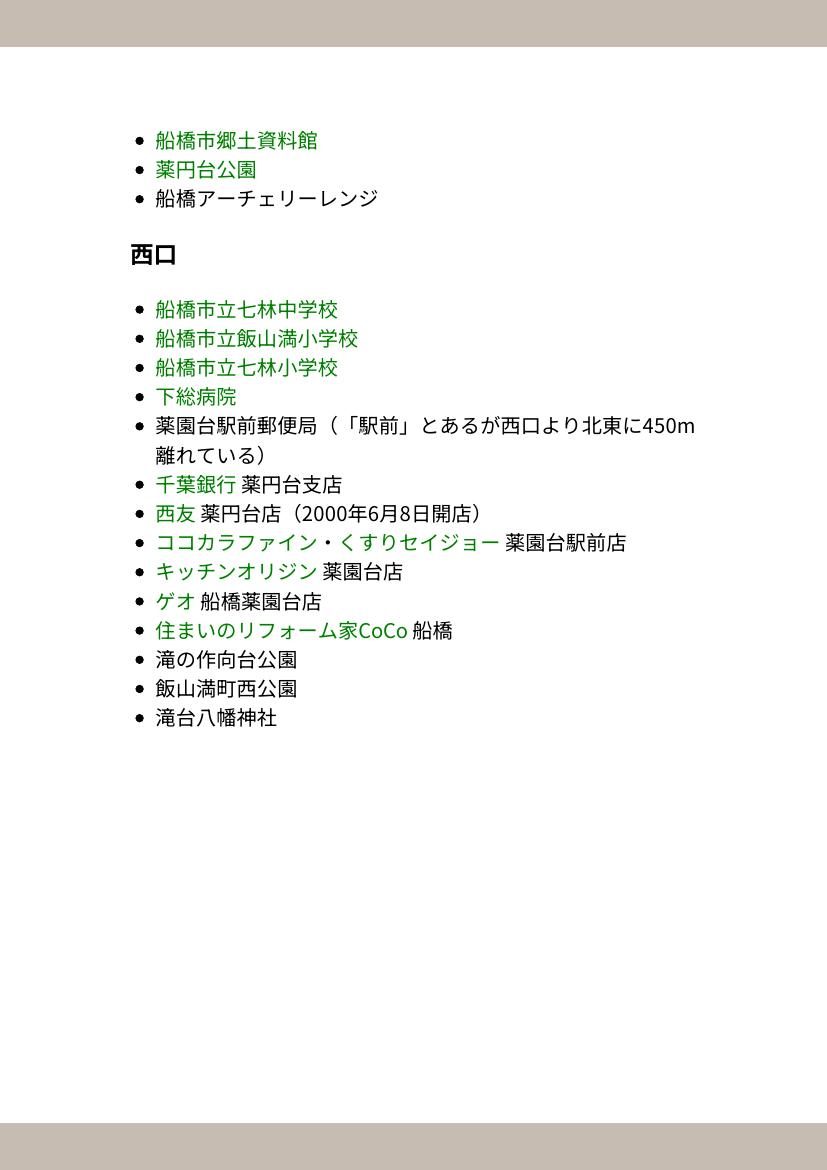 船橋市郷土資料館
薬円台公園
船橋アーチェリーレンジ
西口
船橋市立七林中学校
船橋市立飯山満小学校
船橋市立七林小学校
下総病院
薬園台駅前郵便局（「駅前」とあるが西口より北東に450m
離れている）
千葉銀行 薬円台支店
西友 薬円台店（2000年6月8日開店）
ココカラファイン・くすりセイジョー 薬園台駅前店
キッチンオリジン 薬園台店
ゲオ 船橋薬園台店
住まいのリフォーム家CoCo 船橋
滝の作向台公園
飯山満町西公園
滝台八幡神社